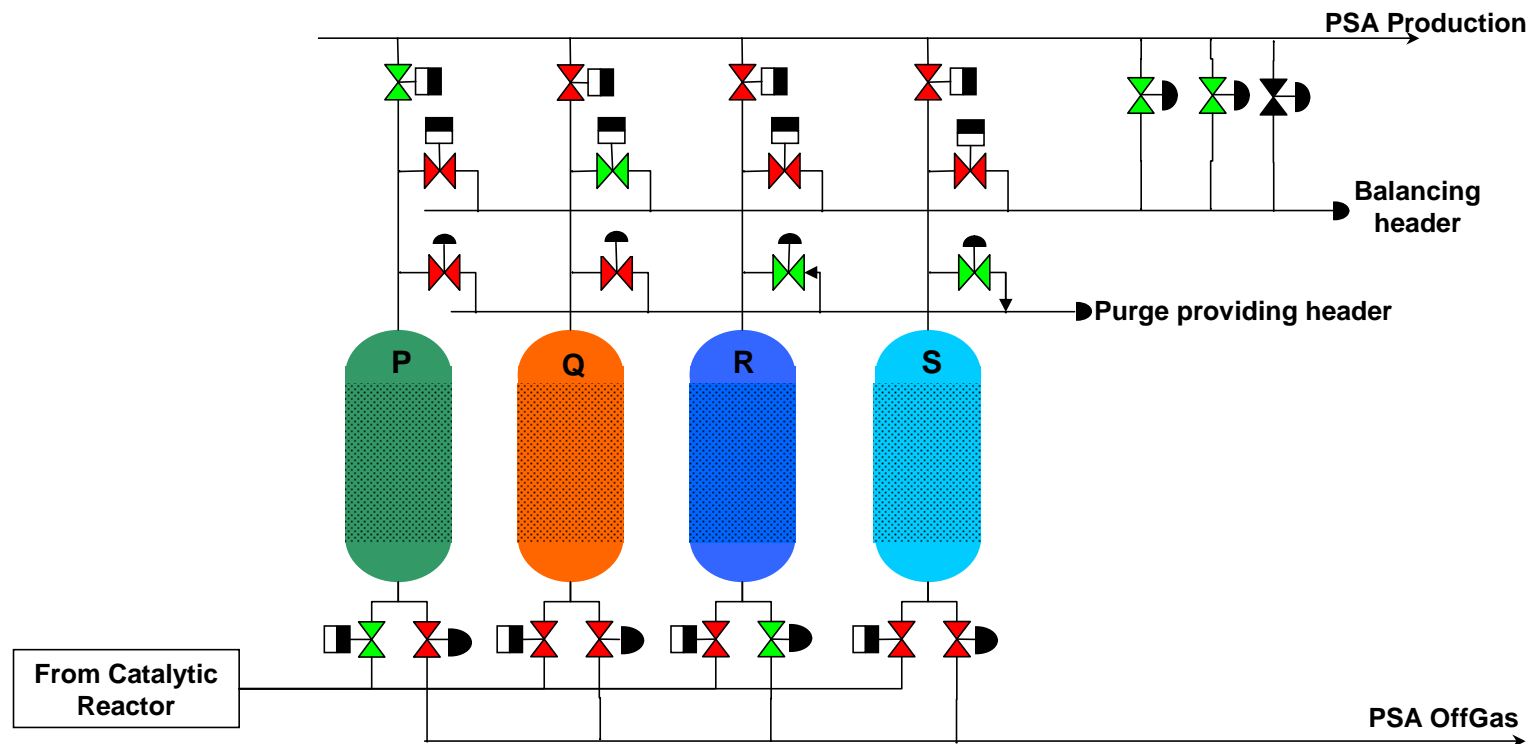 PSA Production
Balancing
header
Purge providing header
P
Q
R
S
From Catalytic
Reactor
PSA OffGas